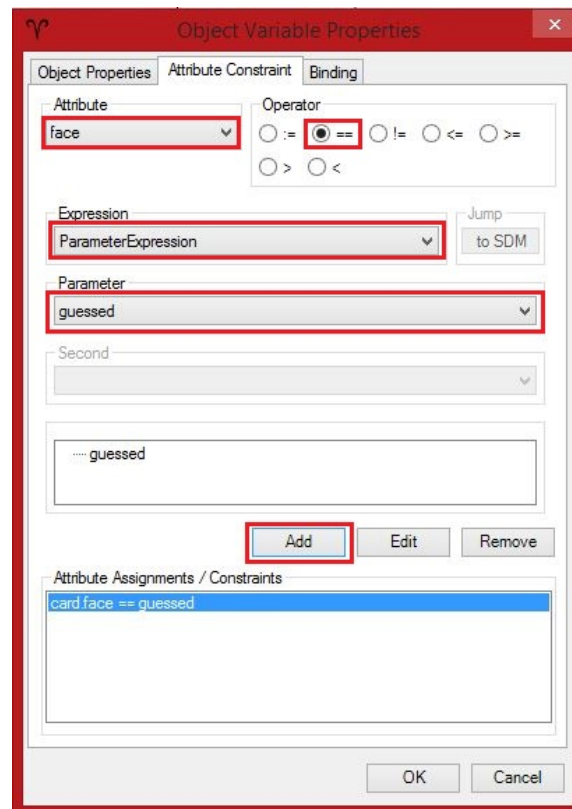 Object Variable Properties
Object Properties Attribute Constraint Binding
Attribute
face
Operator
:= == != <= >=
> <
Expression
ParameterExpression
Jump
to SDM
Parameter
guessed
Second
guessed
Add Edit Remove
Attribute Assignments / Constraints
card.face == guessed
OK Cancel